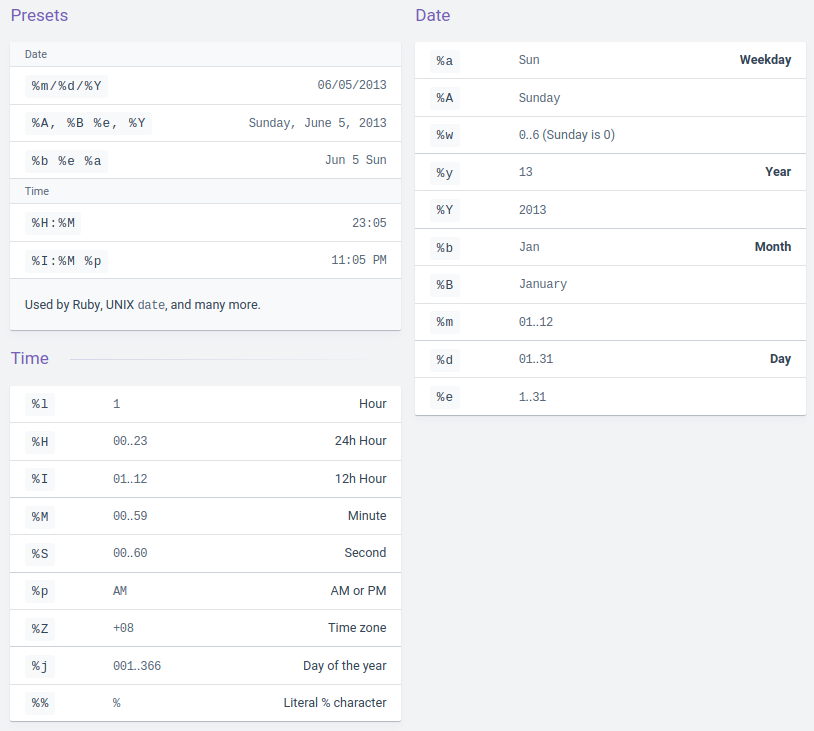 Presets
Date
%m/%d/%Y 06/05/2013
%A, %B %e, %Y Sunday, June 5, 2013
%b %e %a Jun 5 Sun
Time
%H:%M 23:05
%I:%M %p 11:05 PM
Used by Ruby, UNIX date, and many more.
Time
%l 1 Hour
%H 00..23 24h Hour
%I 01..12 12h Hour
%M 00..59 Minute
%S 00..60 Second
%p AM AM or PM
%Z +08 Time zone
%j 001..366 Day of the year
%% % Literal % character
Date
%a Sun Weekday
%A Sunday
%w 0..6 (Sunday is 0)
%y 13 Year
%Y 2013
%b Jan Month
%B January
%m 01..12
%d 01..31 Day
%e 1..31